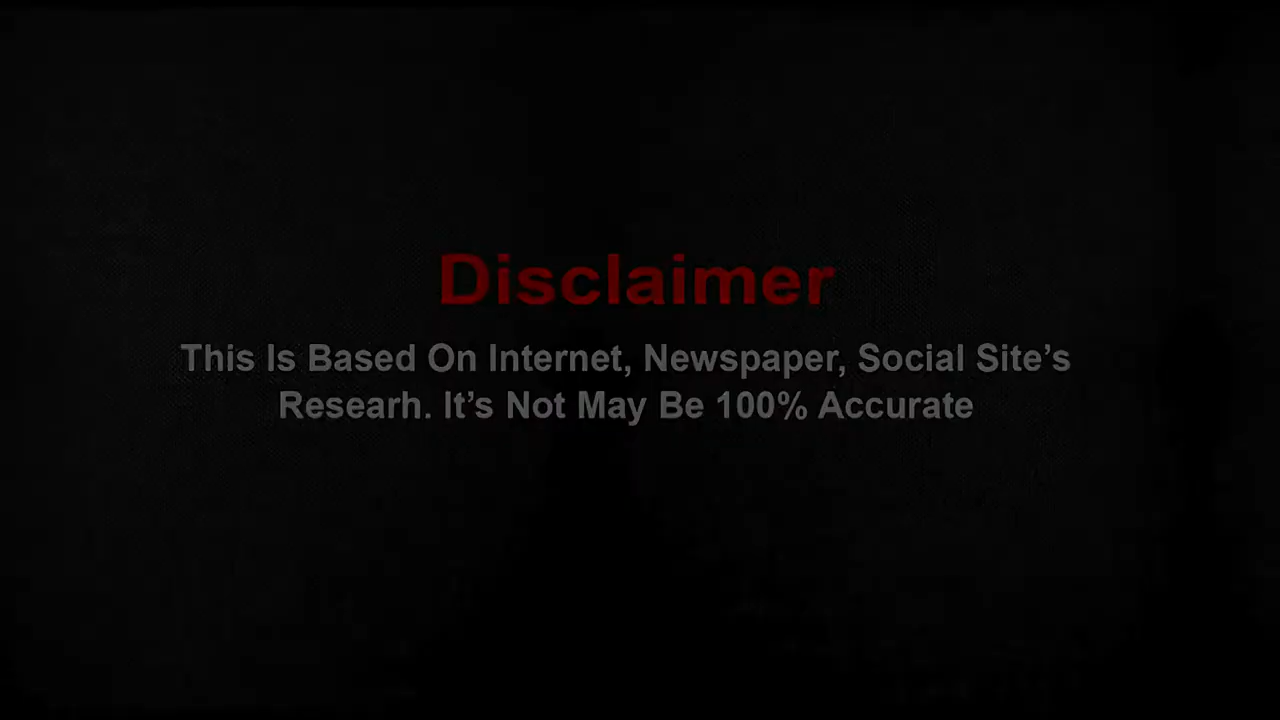 Disclaimer
This Is Based On Internet, Newspaper, Social Site’s
Researh. It’s Not May Be 100% Accurate